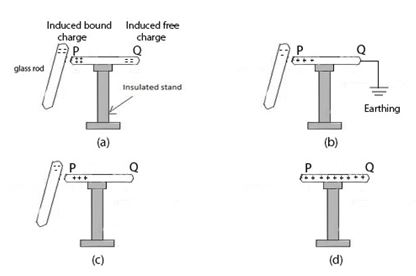 Induced bound
charge
Induced free
charge
P
Q
glass rod
Insulated stand
(a)
P
Q
Earthing
(b)
P
Q
(c)
P
Q
(d)